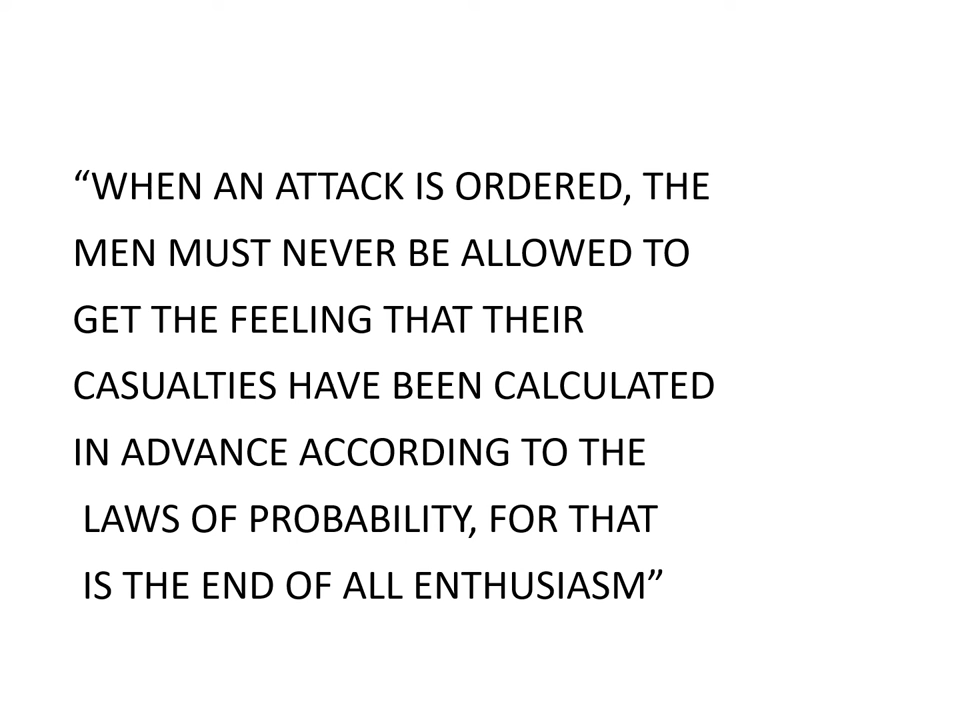 “WHEN AN ATTACK IS ORDERED, THE
MEN MUST NEVER BE ALLOWED TO
GET THE FEELING THAT THEIR
CASUALTIES HAVE BEEN CALCULATED
IN ADVANCE ACCORDING TO THE
LAWS OF PROBABILITY, FOR THAT
IS THE END OF ALL ENTHUSIASM”